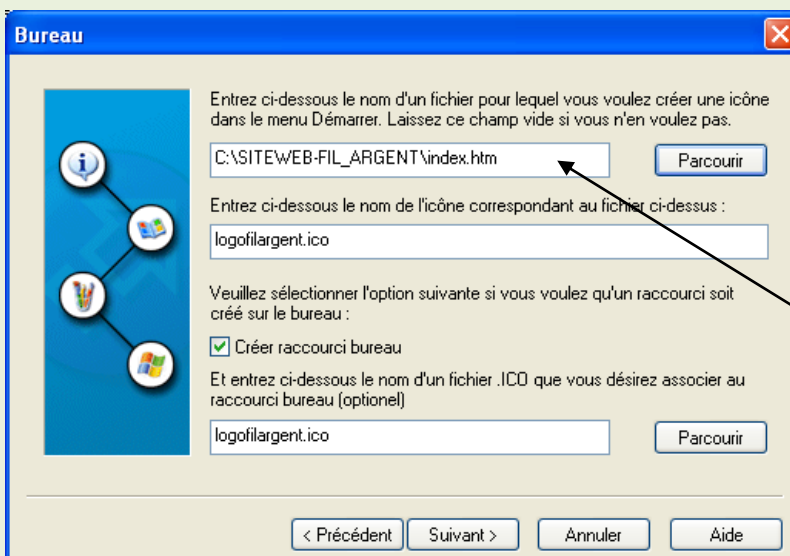 Bureau
Entrez ci-dessous le nom d'un fichier pour lequel vous voulez créer une icône
dans le menu Démarrer. Laissez ce champ vide si vous n'en voulez pas.
C:\SITEWEB-FIL_ARGENT\index.htm
Parcourir
Entrez ci-dessous le nom de l'icône correspondant au fichier ci-dessus :
logofilargent.ico
Veuillez sélectionner l'option suivante si vous voulez qu'un raccourci soit
créé sur le bureau :
Créer raccourci bureau
Et entrez ci-dessous le nom d'un fichier .ICO que vous désirez associer au
raccourci bureau (optionel)
logofilargent.ico
Parcourir
< Précédent
Suivant >
Annuler
Aide